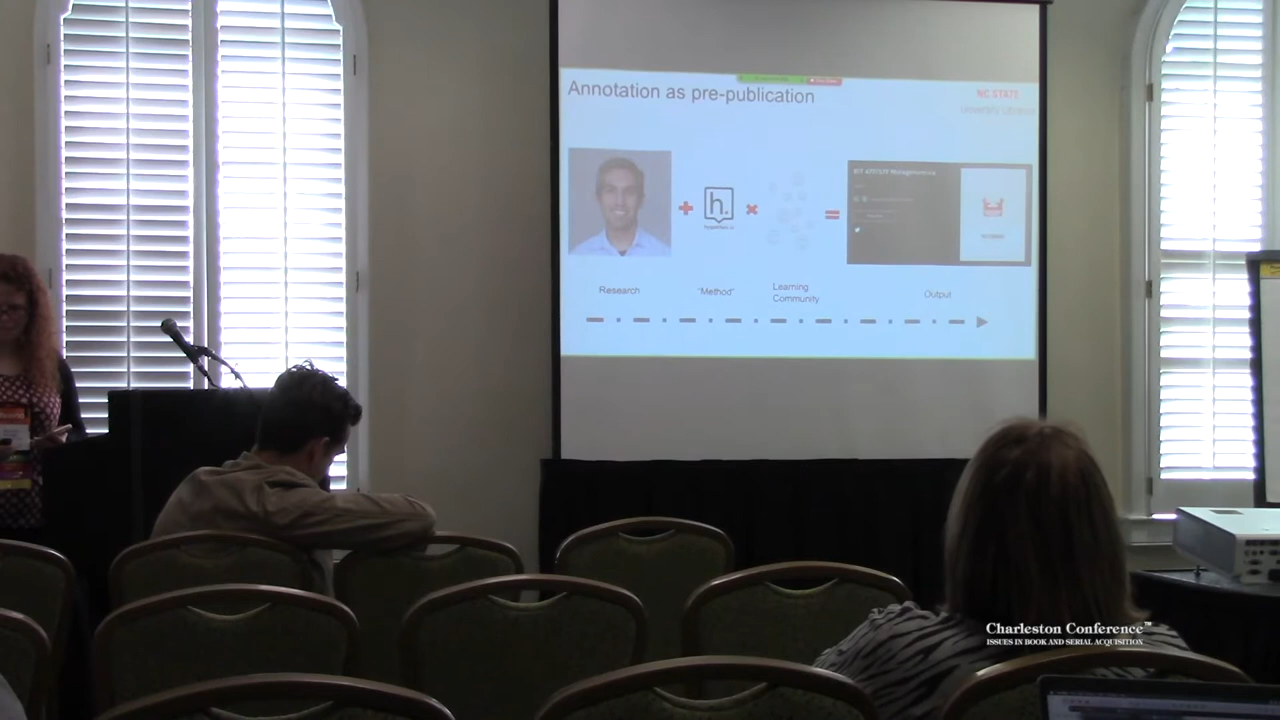 Annotation as pre-publication
NC STATE
University Libraries
h.
Research
"Method"
Learning
Community
Output
Charleston Conference™
ISSUES IN BOOK AND SERIAL ACQUISITION